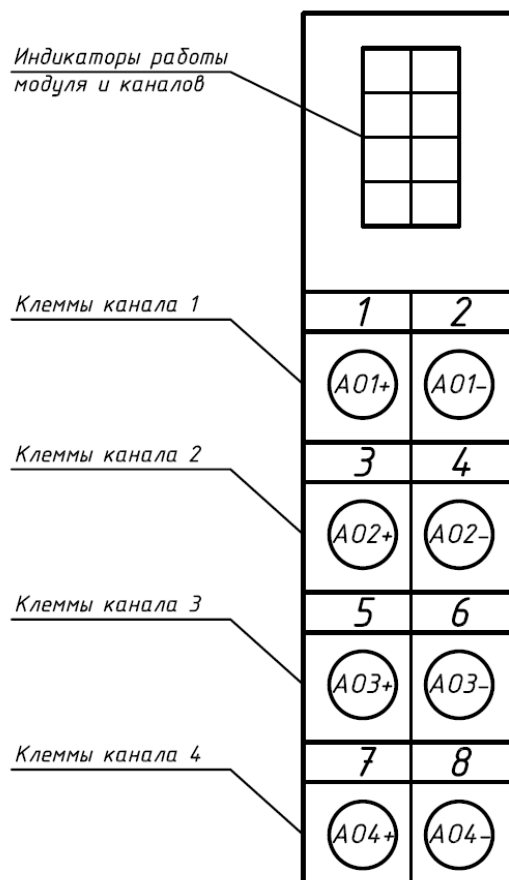 Индикаторы работы
модуля и каналов
Клеммы канала 1
1 2
AO1+ AO1-
Клеммы канала 2
3 4
AO2+ AO2-
Клеммы канала 3
5 6
AO3+ AO3-
Клеммы канала 4
7 8
AO4+ AO4-